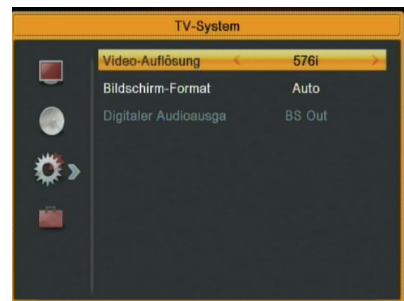 TV-System
Video-Auflösung < 576i >
Bildschirm-Format Auto
Digitaler Audioausga BS Out